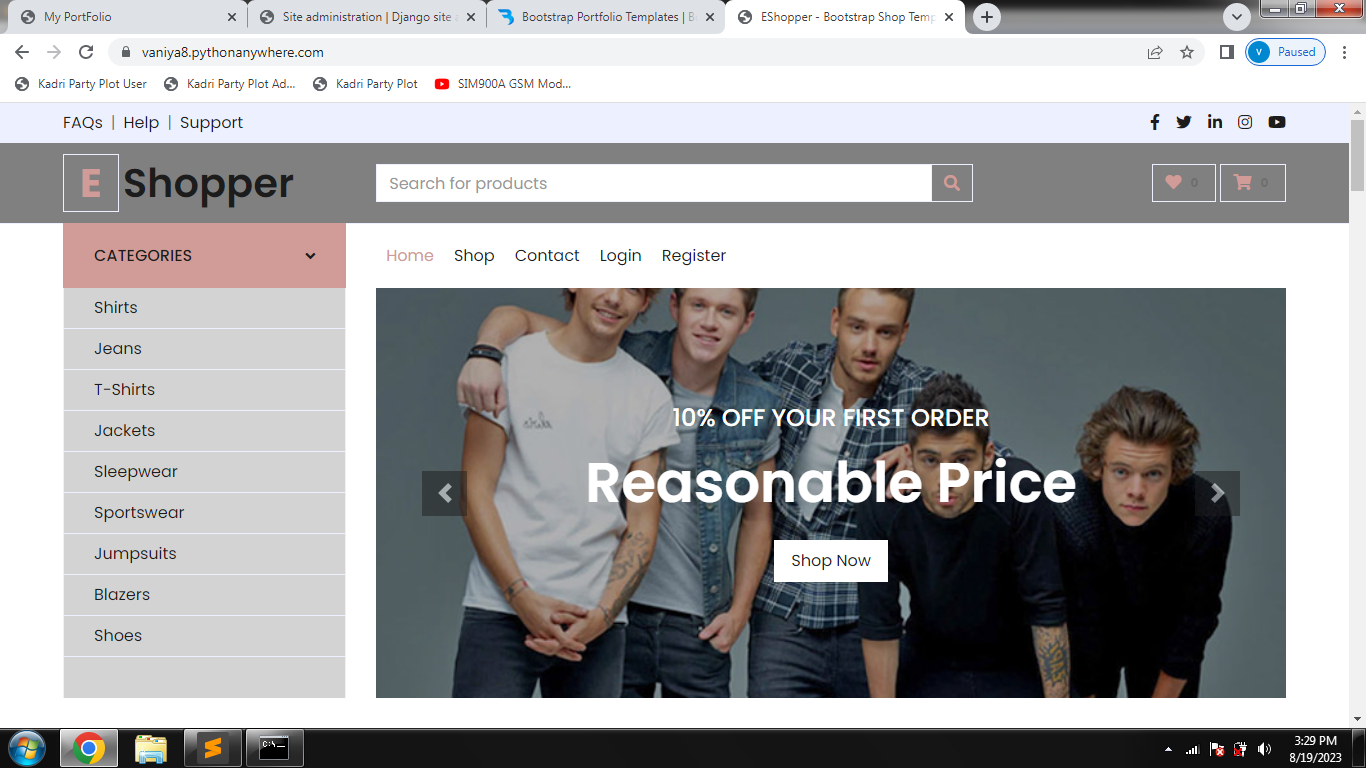 My PortFolio
Site administration | Django site a
Bootstrap Portfolio Templates | B
EShopper - Bootstrap Shop Temp
vaniya8.pythonanywhere.com
V Paused
Kadri Party Plot User
Kadri Party Plot Ad...
Kadri Party Plot
SIM900A GSM Mod...
FAQs | Help | Support
E Shopper
Search for products
0
0
CATEGORIES
Home Shop Contact Login Register
Shirts
Jeans
T-Shirts
Jackets
Sleepwear
Sportswear
Jumpsuits
Blazers
Shoes
10% OFF YOUR FIRST ORDER
Reasonable Price
Shop Now
3:29 PM
8/19/2023